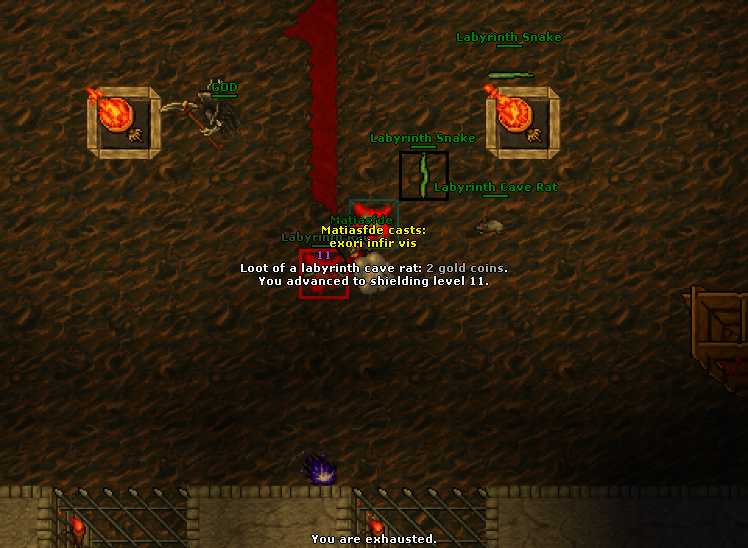 Labyrinth Snake
GOD
Labyrinth Snake
Labyrinth Cave Rat
Matiasfde
Matiasfde casts:
Labyrinth
exori infir vis
11
Loot of a labyrinth cave rat: 2 gold coins.
You advanced to shielding level 11.
You are exhausted.